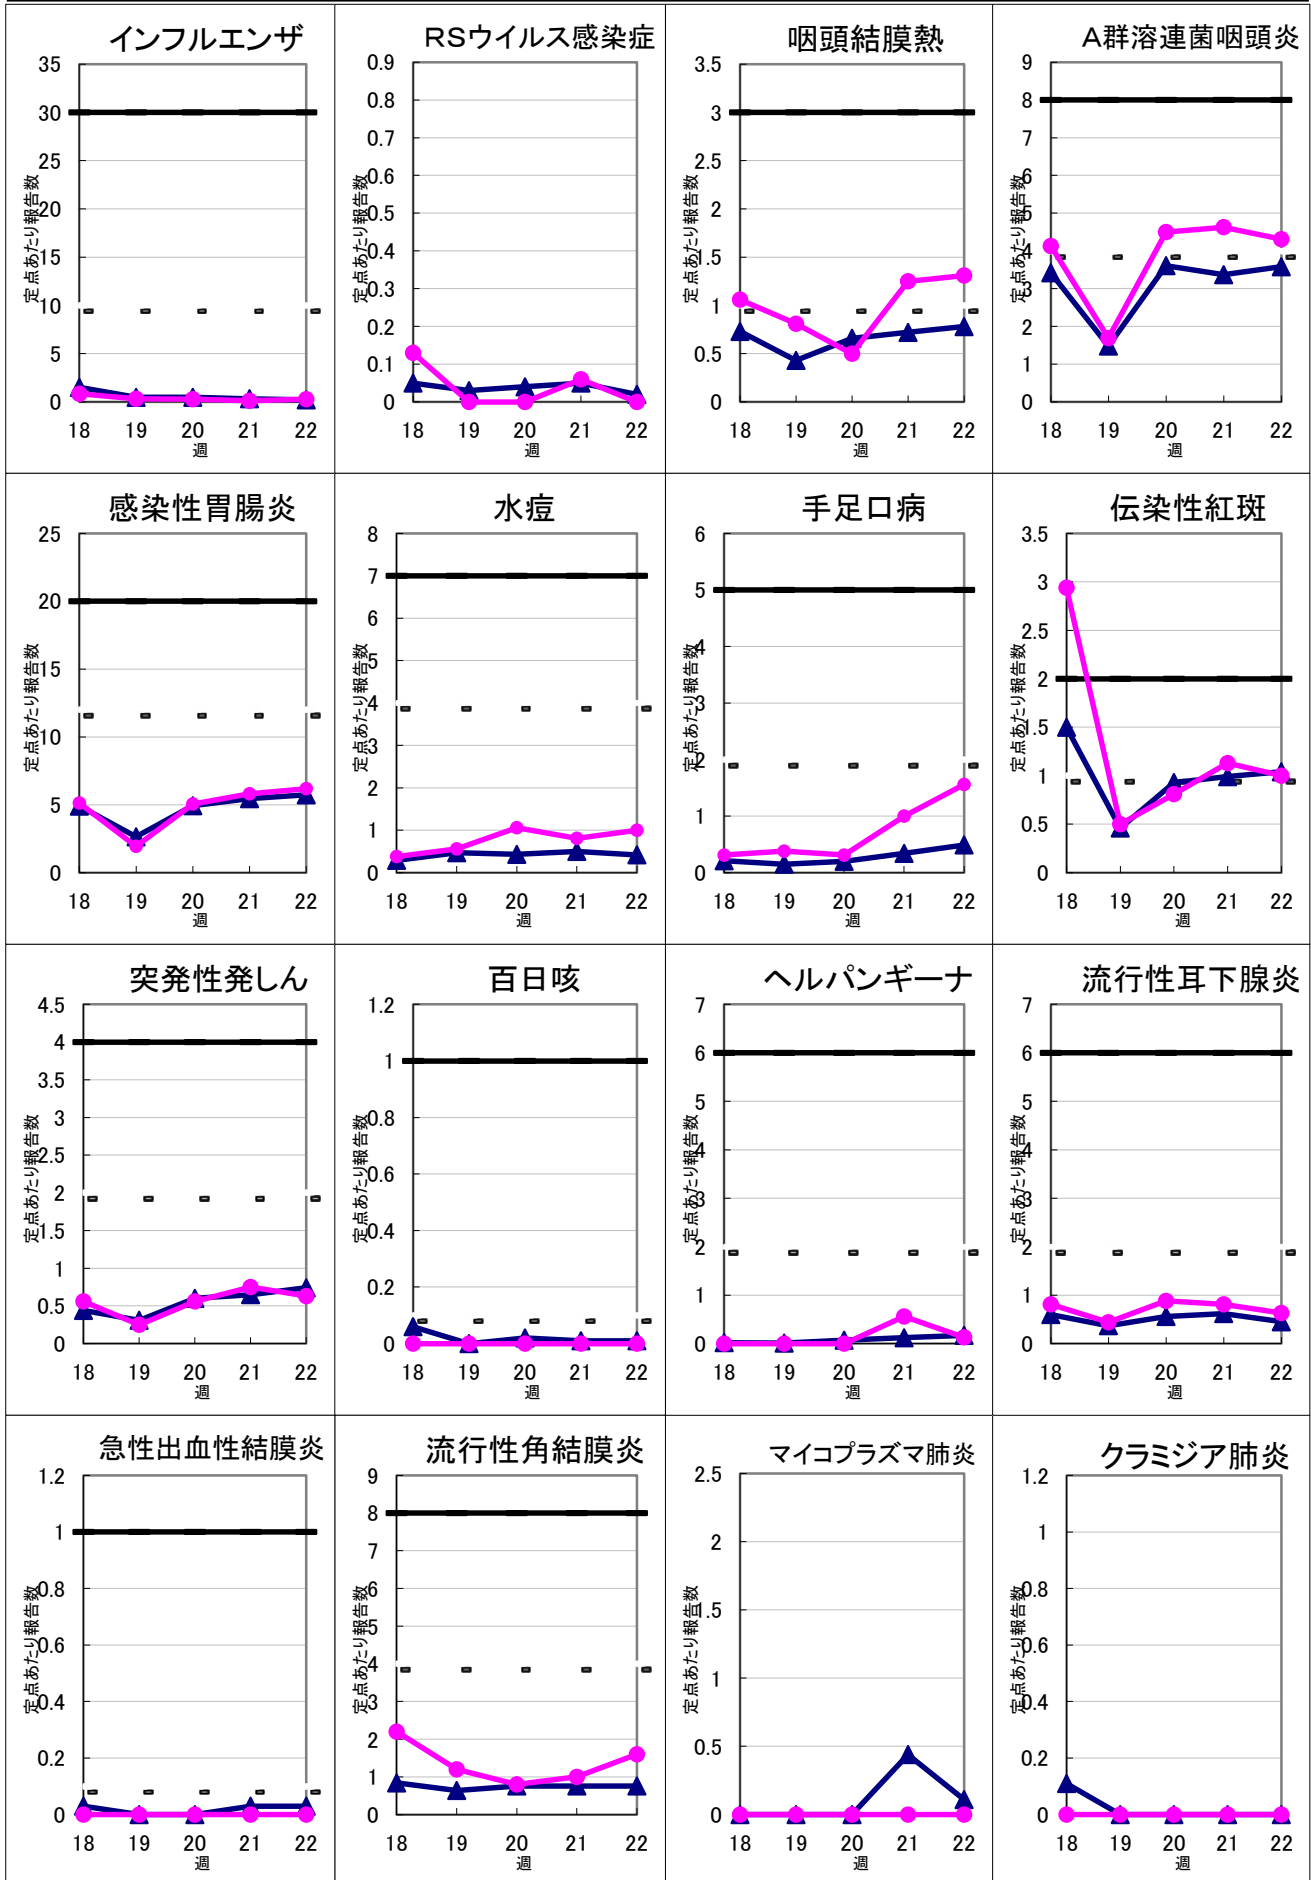 インフルエンザ
35
30
25
20
15
10
5
0
定点あたり報告数
18 19 20 21 22
週
RSウイルス感染症
0.9
0.8
0.7
0.6
0.5
0.4
0.3
0.2
0.1
0
定点あたり報告数
18 19 20 21 22
週
咽頭結膜熱
3.5
3
2.5
2
1.5
1
0.5
0
定点あたり報告数
18 19 20 21 22
週
A群溶連菌咽頭炎
9
8
7
6
5
4
3
2
1
0
定点あたり報告数
18 19 20 21 22
週
感染性胃腸炎
25
20
15
10
5
0
定点あたり報告数
18 19 20 21 22
週
水痘
8
7
6
5
4
3
2
1
0
定点あたり報告数
18 19 20 21 22
週
手足口病
6
5
4
3
2
1
0
定点あたり報告数
18 19 20 21 22
週
伝染性紅斑
3.5
3
2.5
2
1.5
1
0.5
0
定点あたり報告数
18 19 20 21 22
週
突発性発しん
4.5
4
3.5
3
2.5
2
1.5
1
0.5
0
定点あたり報告数
18 19 20 21 22
週
百日咳
1.2
1
0.8
0.6
0.4
0.2
0
定点あたり報告数
18 19 20 21 22
週
ヘルパンギーナ
7
6
5
4
3
2
1
0
定点あたり報告数
18 19 20 21 22
週
流行性耳下腺炎
7
6
5
4
3
2
1
0
定点あたり報告数
18 19 20 21 22
週
急性出血性結膜炎
1.2
1
0.8
0.6
0.4
0.2
0
定点あたり報告数
18 19 20 21 22
週
流行性角結膜炎
9
8
7
6
5
4
3
2
1
0
定点あたり報告数
18 19 20 21 22
週
マイコプラズマ肺炎
2.5
2
1.5
1
0.5
0
定点あたり報告数
18 19 20 21 22
週
クラミジア肺炎
1.2
1
0.8
0.6
0.4
0.2
0
定点あたり報告数
18 19 20 21 22
週